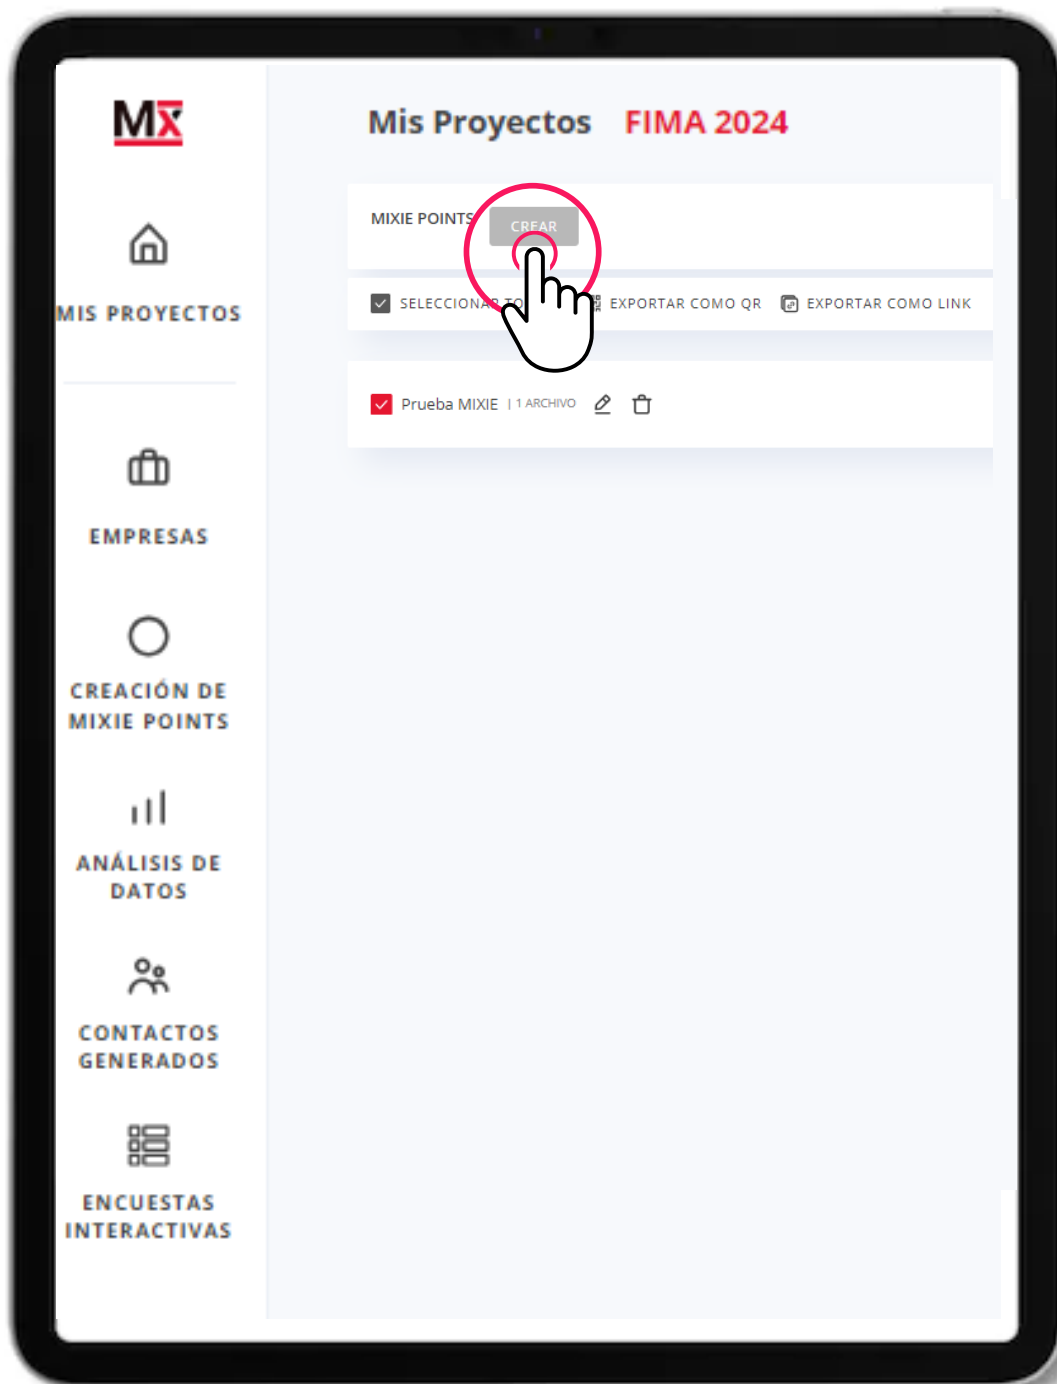 MX
Mis Proyectos FIMA 2024
MIXIE POINTS
CREAR
MIS PROYECTOS
SELECCIONAR
EXPORTAR COMO QR
EXPORTAR COMO LINK
Prueba MIXIE | 1 ARCHIVO
EMPRESAS
CREACIÓN DE
MIXIE POINTS
ANÁLISIS DE
DATOS
CONTACTOS
GENERADOS
ENCUESTAS
INTERACTIVAS